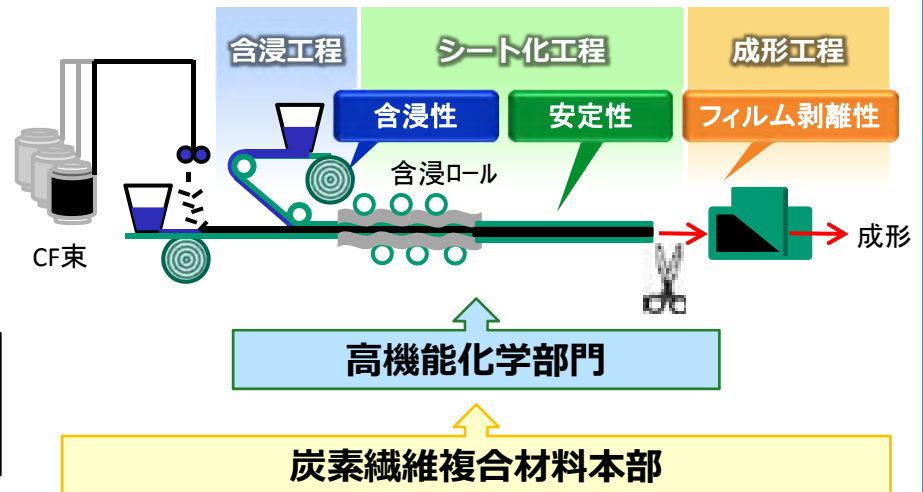 含浸工程
シート化工程
成形工程
含浸性
安定性
フィルム剥離性
含浸ロール
CF束
成形
高機能化学部門
炭素繊維複合材料本部